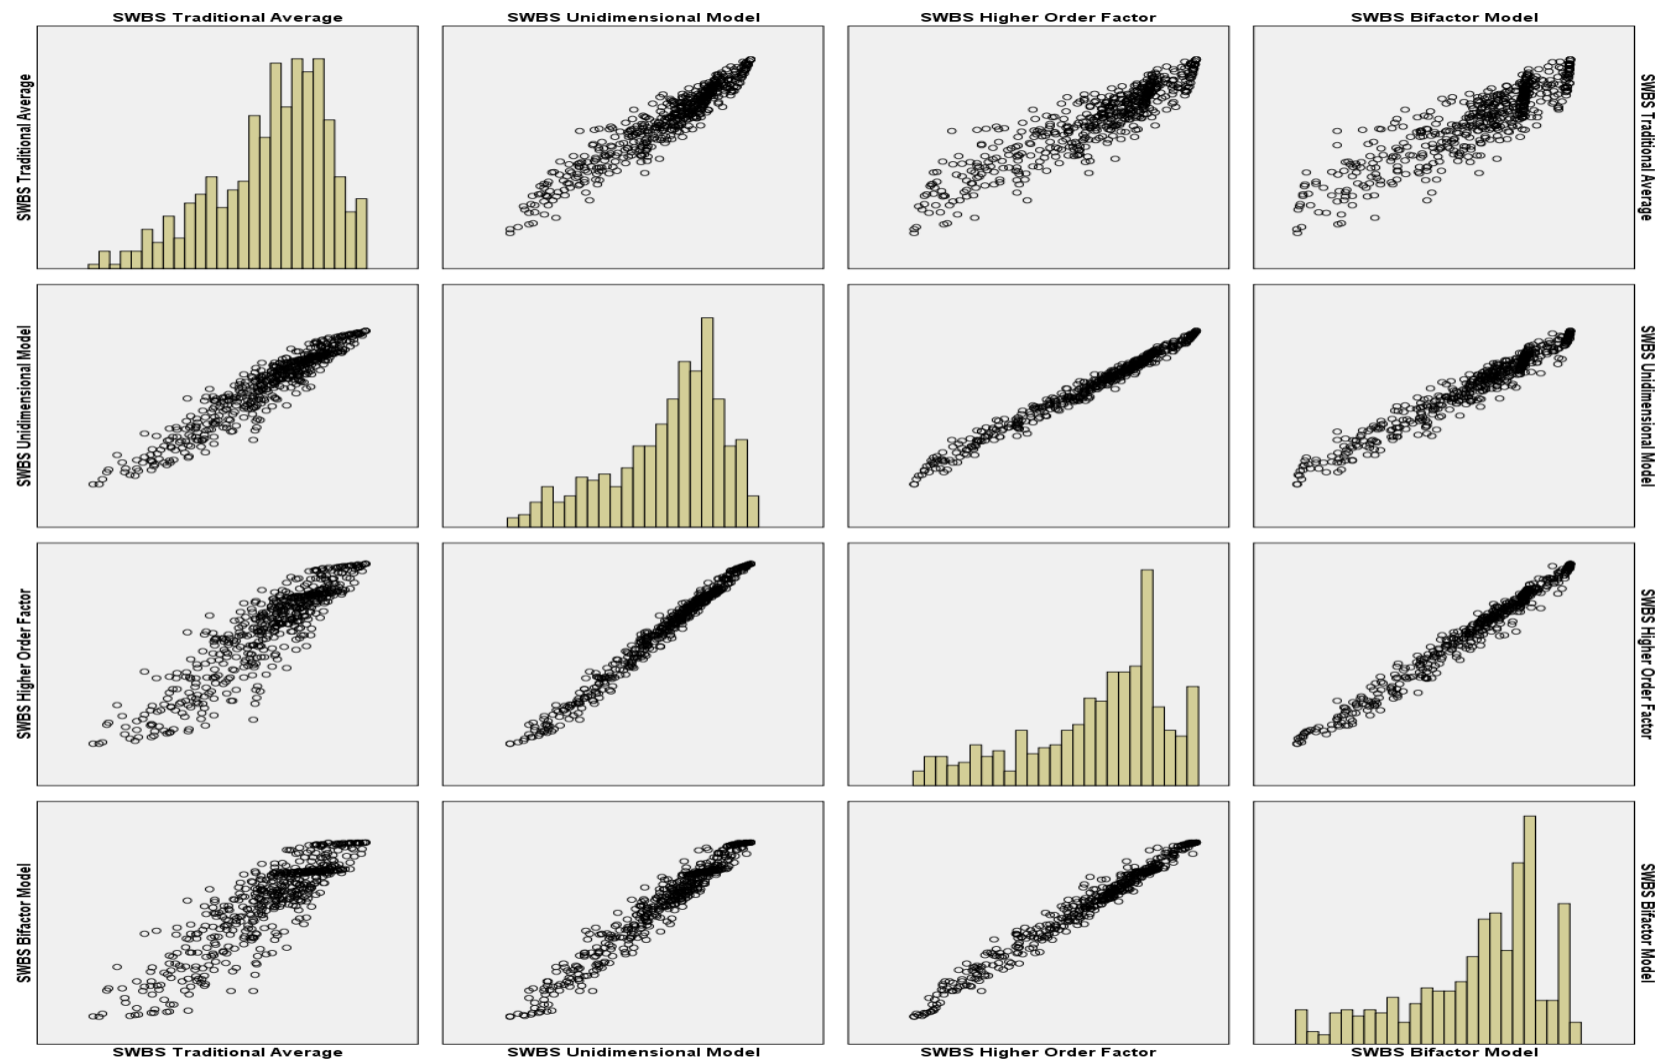 SWBS Traditional Average SWBS Unidimensional Model SWBS Higher Order Factor SWBS Bifactor Model
SWBS Traditional Average
SWBS Traditional Average
SWBS Unidimensional Model
SWBS Unidimensional Model
SWBS Higher Order Factor
SWBS Higher Order Factor
SWBS Bifactor Model
SWBS Bifactor Model
SWBS Traditional Average SWBS Unidimensional Model SWBS Higher Order Factor SWBS Bifactor Model